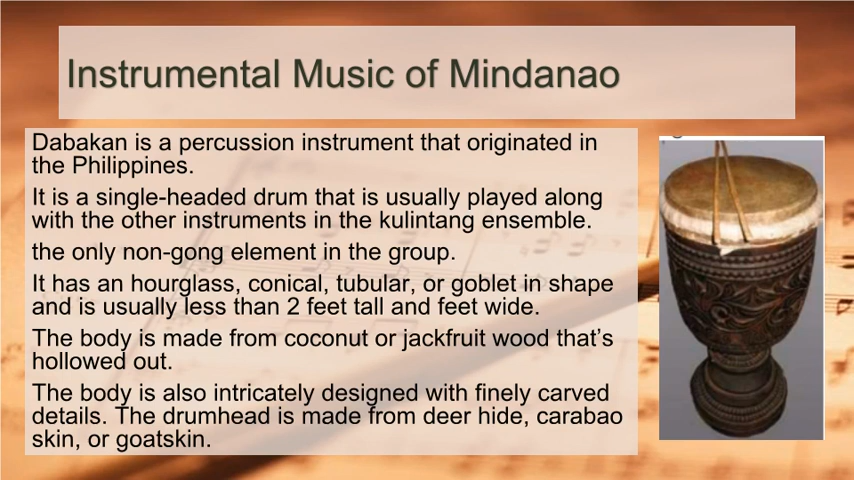 Instrumental Music of Mindanao
Dabakan is a percussion instrument that originated in
the Philippines.
It is a single-headed drum that is usually played along
with the other instruments in the kulintang ensemble.
the only non-gong element in the group.
It has an hourglass, conical, tubular, or goblet in shape
and is usually less than 2 feet tall and feet wide.
The body is made from coconut or jackfruit wood that’s
hollowed out.
The body is also intricately designed with finely carved
details. The drumhead is made from deer hide, carabao
skin, or goatskin.